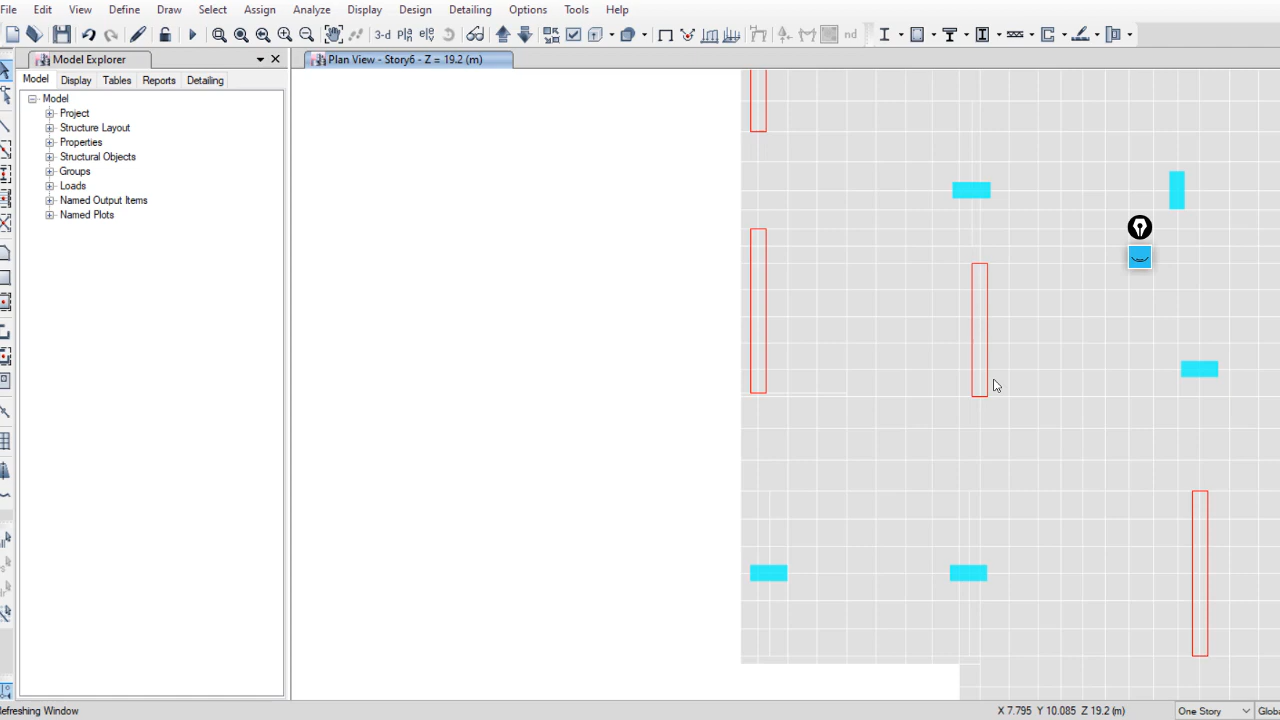 File Edit View Define Draw Select Assign Analyze Display Design Detailing Options Tools Help
3-d nd
Model Explorer
Plan View - Story6 - Z = 19.2 (m)
Model Display Tables Reports Detailing
Model
Project
Structure Layout
Properties
Structural Objects
Groups
Loads
Named Output Items
Named Plots
Refreshing Window
X 7.795 Y 10.085 Z 19.2 (m)
One Story
Globa